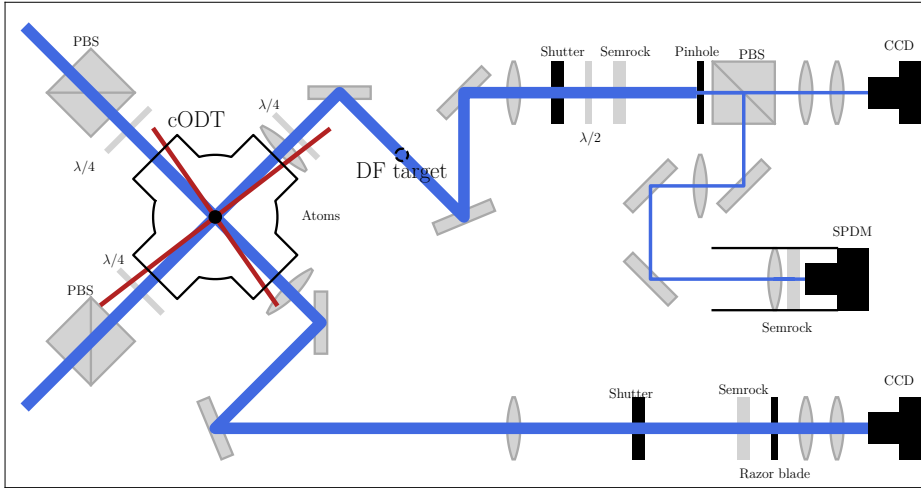 PBS
Shutter
Semrock
Pinhole
PBS
CCD
λ/4
cODT
λ/4
λ/2
DF target
Atoms
λ/4
PBS
SPDM
Semrock
Shutter
Semrock
CCD
Razor blade